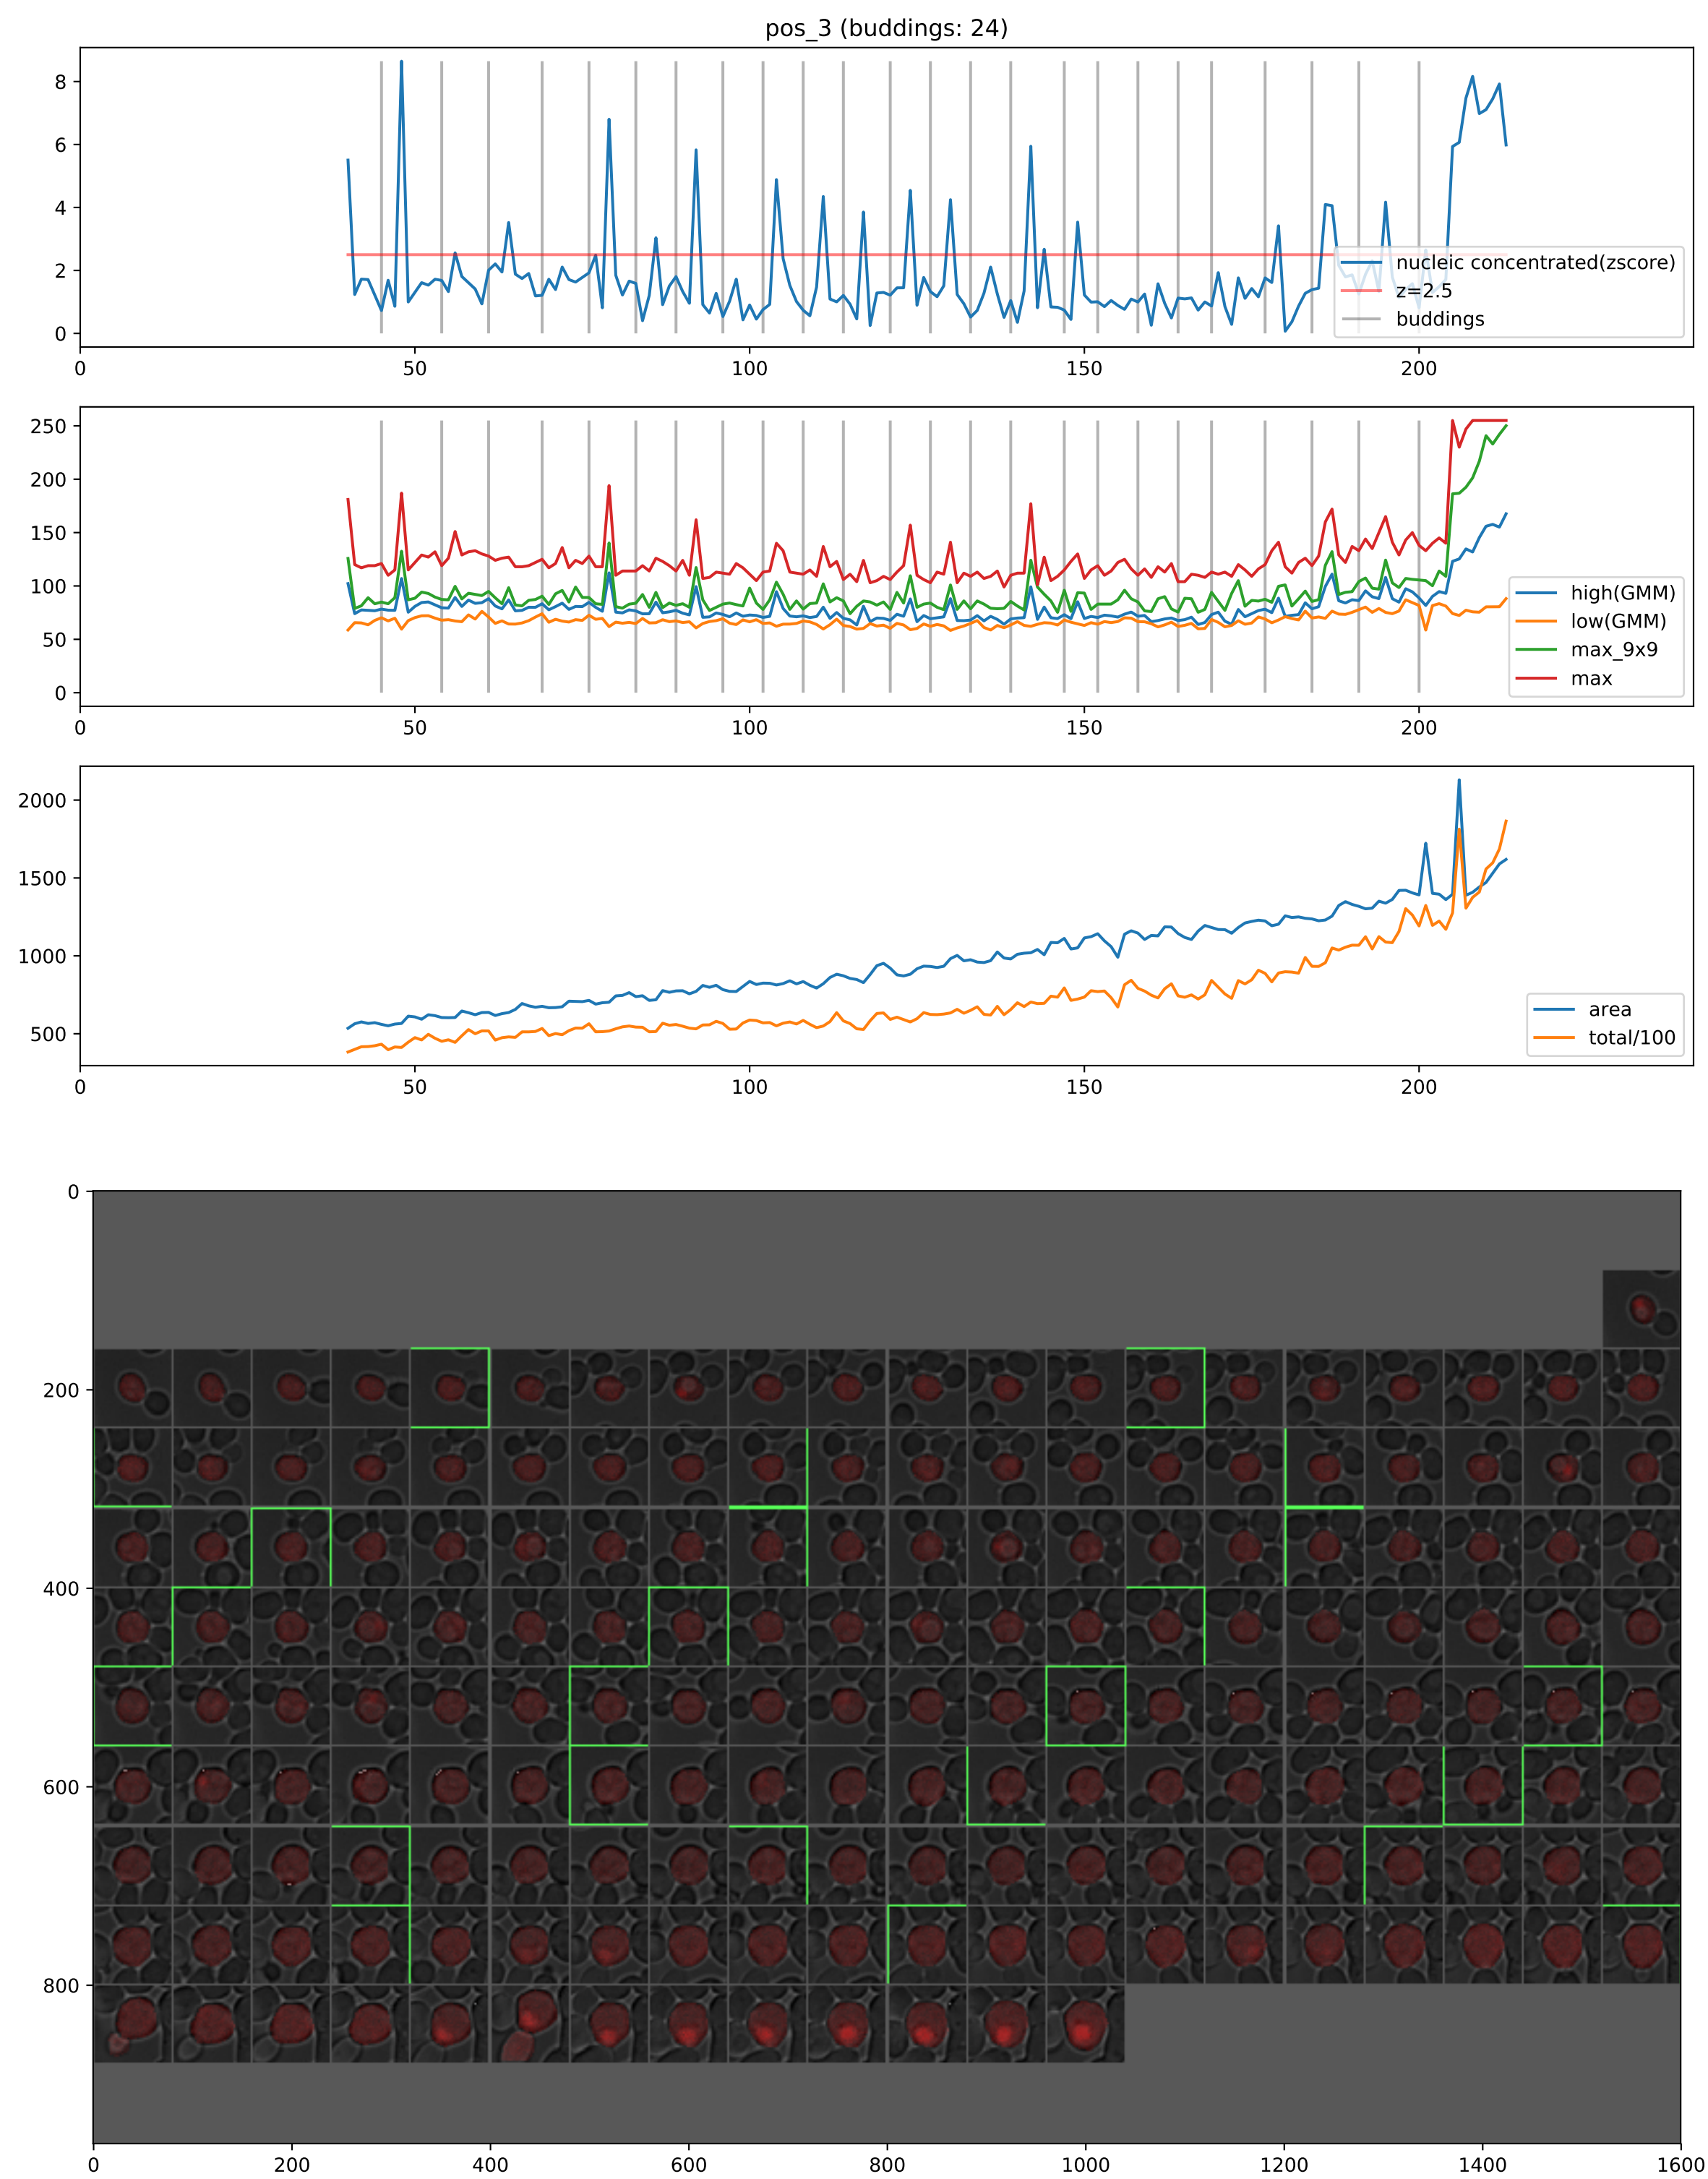 pos_3 (buddings: 24)
8
6
4
2
0
nucleic concentrated(zscore)
z=2.5
buddings
0 50 100 150 200
250
200
150
100
50
0
high(GMM)
low(GMM)
max_9x9
max
0 50 100 150 200
2000
1500
1000
500
area
total/100
0 50 100 150 200
0
200
400
600
800
0 200 400 600 800 1000 1200 1400 1600